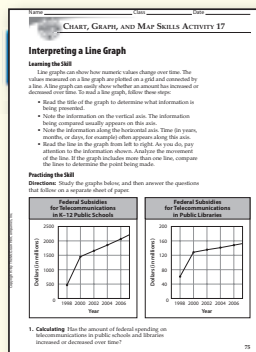 Name Class Date
CHART, GRAPH, AND MAP SKILLS ACTIVITY 17
Interpreting a Line Graph
Learning the Skill
Line graphs can show how numeric values change over time. The
values measured on a line graph are plotted on a grid and connected by
a line. A line graph can easily show whether an amount has increased or
decreased over time. To read a line graph, follow these steps:
• Read the title of the graph to determine what information is
being presented.
• Note the information on the vertical axis. The information
being compared usually appears on this axis.
• Note the information along the horizontal axis. Time (in years,
months, or days, for example) often appears along this axis.
• Read the line in the graph from left to right. As you do, pay
attention to the information shown. Analyze the movement
of the line. If the graph includes more than one line, compare
the lines to determine the point being made.
Practicing the Skill
Directions: Study the graphs below, and then answer the questions
that follow on a separate sheet of paper.
Federal Subsidies
for Telecommunications
in K–12 Public Schools
Dollars (in millions)
2500
2000
1500
1000
500
0
1998 2000 2002 2004 2006
Year
Federal Subsidies
for Telecommunications
in Public Libraries
Dollars (in millions)
200
160
120
80
40
0
1998 2000 2002 2004 2006
Year
1. Calculating Has the amount of federal spending on
telecommunications in public schools and libraries
increased or decreased over time?
75